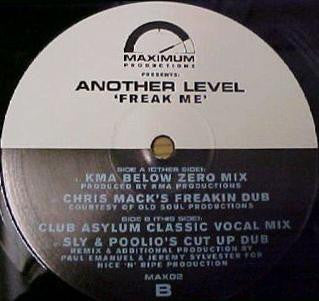 MAXIMUM
PRODUCTIONS
PRESENTS:
ANOTHER LEVEL
'FREAK ME'
SIDE A (OTHER SIDE):
KMA BELOW ZERO MIX
PRODUCED BY KMA PRODUCTIONS
CHRIS MACK'S FREAKIN DUB
COURTESY OF OLD SOUL PRODUCTIONS
SIDE B (THIS SIDE):
CLUB ASYLUM CLASSIC VOCAL MIX
SLY & POOLIO'S CUT UP DUB
REMIX & ADDITIONAL PRODUCTION BY
PAUL EMANUEL & JEREMY SYLVESTER FOR
NICE 'N' RIPE PRODUCTION
MAX02
B